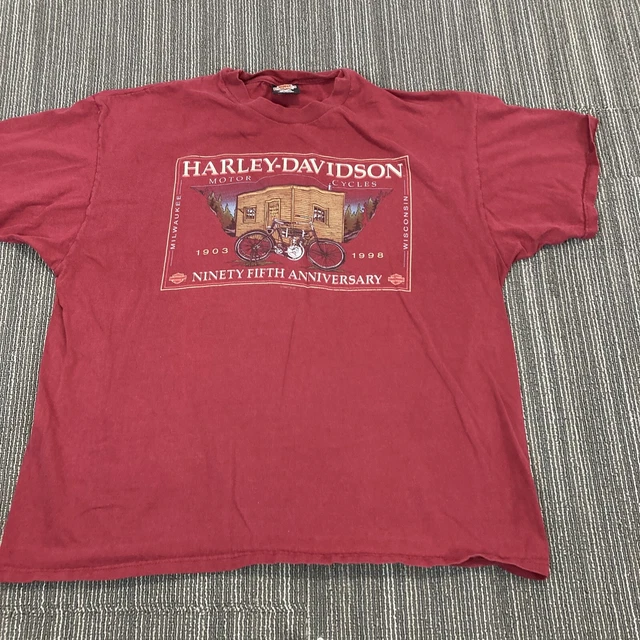 HARLEY-DAVIDSON
MOTOR CYCLES
MILWAUKEE
WISCONSIN
1903 1998
NINETY FIFTH ANNIVERSARY